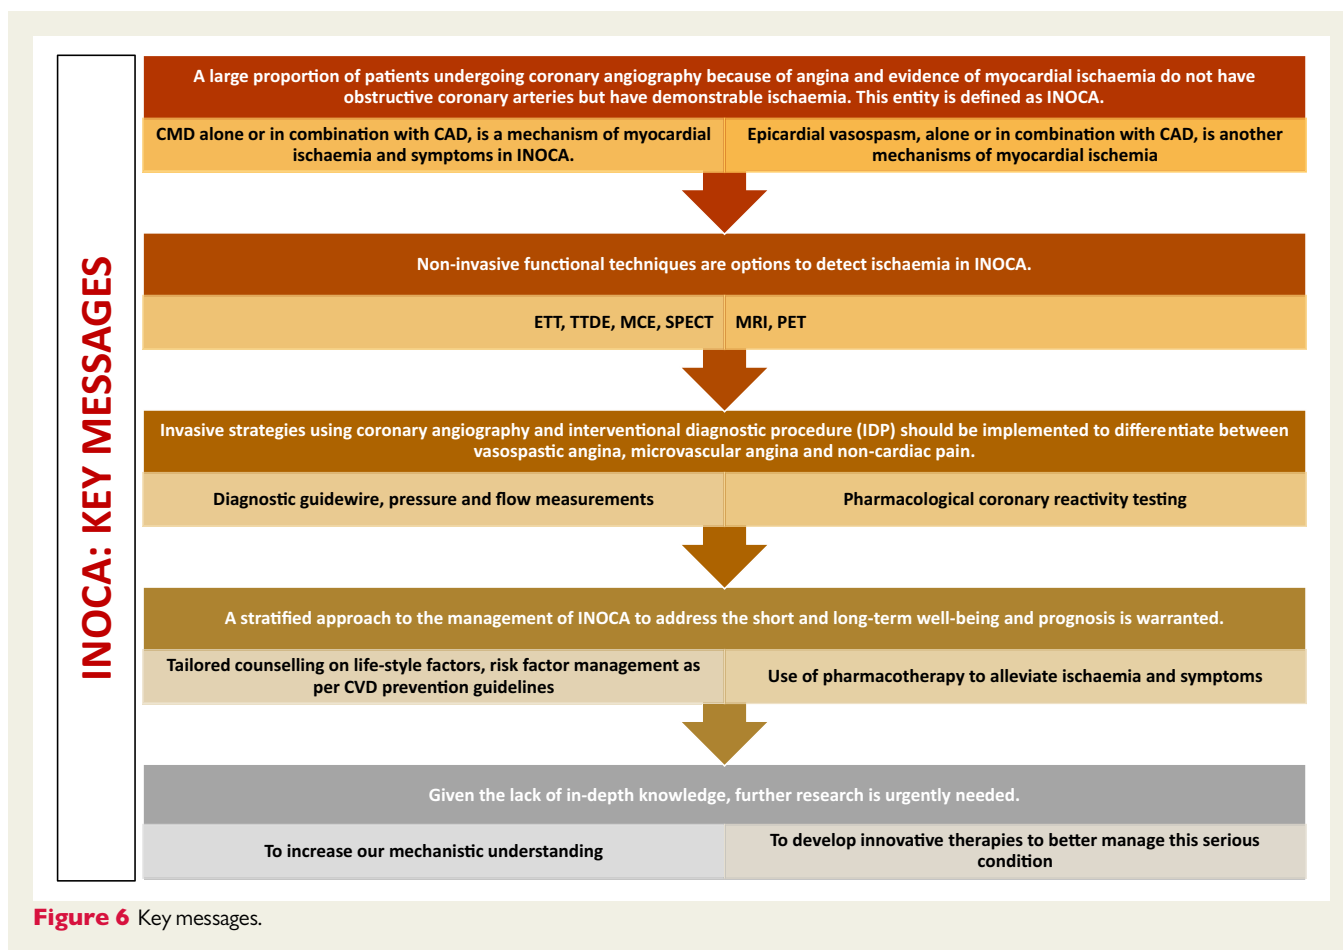 INOCA: KEY MESSAGES
A large proportion of patients undergoing coronary angiography because of angina and evidence of myocardial ischaemia do not have
obstructive coronary arteries but have demonstrable ischaemia. This entity is defined as INOCA.
CMD alone or in combination with CAD, is a mechanism of myocardial
ischaemia and symptoms in INOCA.
Epicardial vasospasm, alone or in combination with CAD, is another
mechanisms of myocardial ischemia
Non-invasive functional techniques are options to detect ischaemia in INOCA.
ETT, TTDE, MCE, SPECT
MRI, PET
Invasive strategies using coronary angiography and interventional diagnostic procedure (IDP) should be implemented to differentiate between
vasospastic angina, microvascular angina and non-cardiac pain.
Diagnostic guidewire, pressure and flow measurements
Pharmacological coronary reactivity testing
A stratified approach to the management of INOCA to address the short and long-term well-being and prognosis is warranted.
Tailored counselling on life-style factors, risk factor management as
per CVD prevention guidelines
Use of pharmacotherapy to alleviate ischaemia and symptoms
Given the lack of in-depth knowledge, further research is urgently needed.
To increase our mechanistic understanding
To develop innovative therapies to better manage this serious
condition
Figure 6 Key messages.